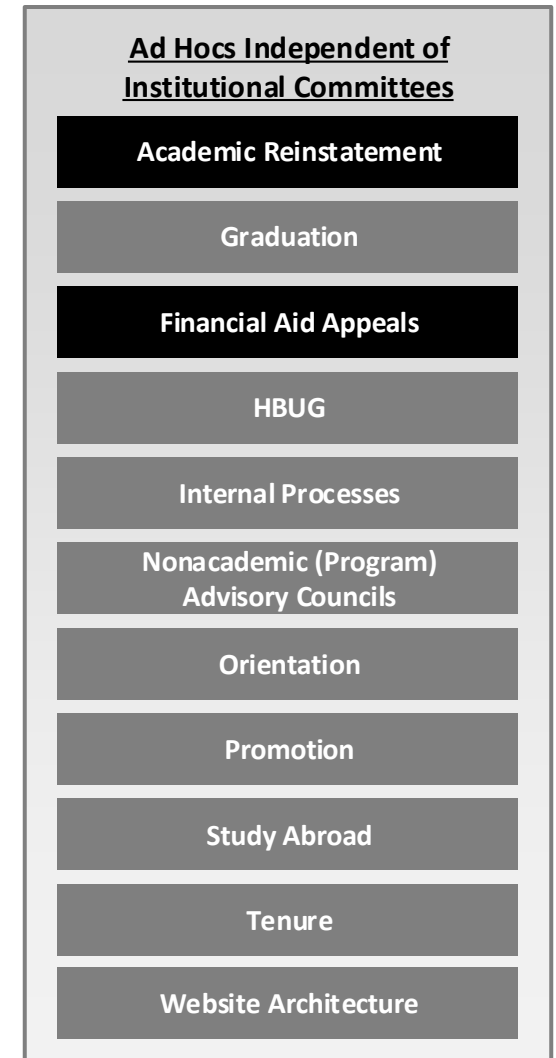 Ad Hocs Independent of
Institutional Committees
Academic Reinstatement
Graduation
Financial Aid Appeals
HBUG
Internal Processes
Nonacademic (Program)
Advisory Councils
Orientation
Promotion
Study Abroad
Tenure
Website Architecture